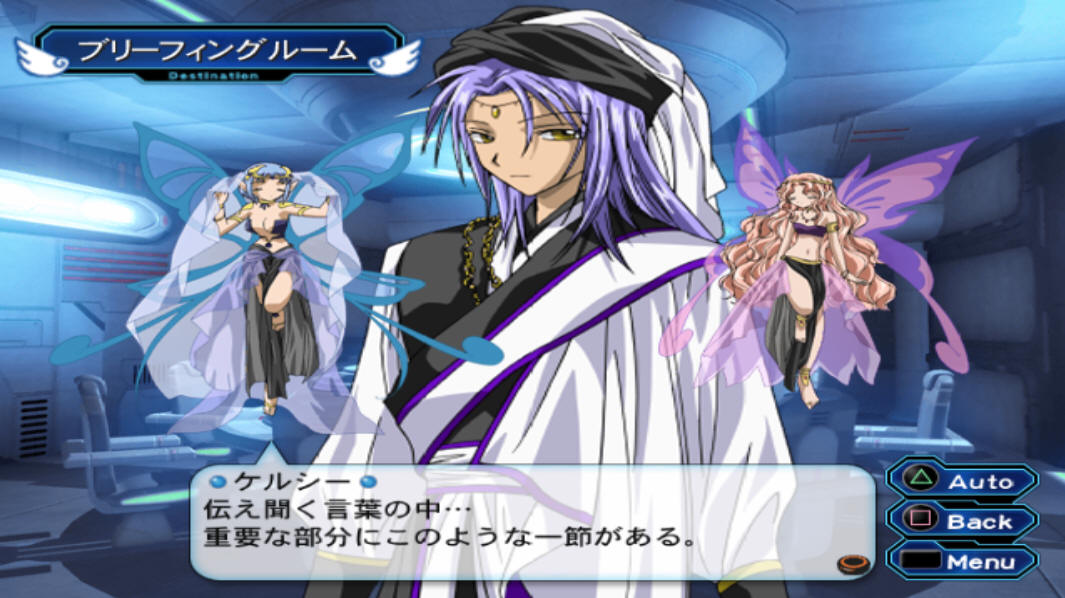 ブリーフィングルーム
Destination
ケルシー
伝え聞く言葉の中…
重要な部分にこのような一節がある。
Auto
Back
Menu